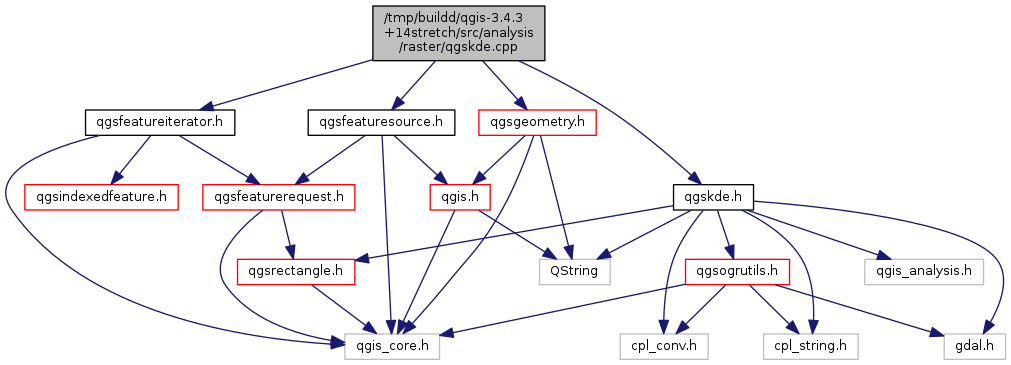 /tmp/buildd/qgis-3.4.3
+14stretch/src/analysis
/raster/qgskde.cpp
qgsfeatureiterator.h
qgsfeaturesource.h
qgsgeometry.h
qgsindexedfeature.h
qgsfeaturerequest.h
qgis.h
qgskde.h
qgsrectangle.h
QString
qgsogrutils.h
qgis_analysis.h
qgis_core.h
cpl_conv.h
cpl_string.h
gdal.h